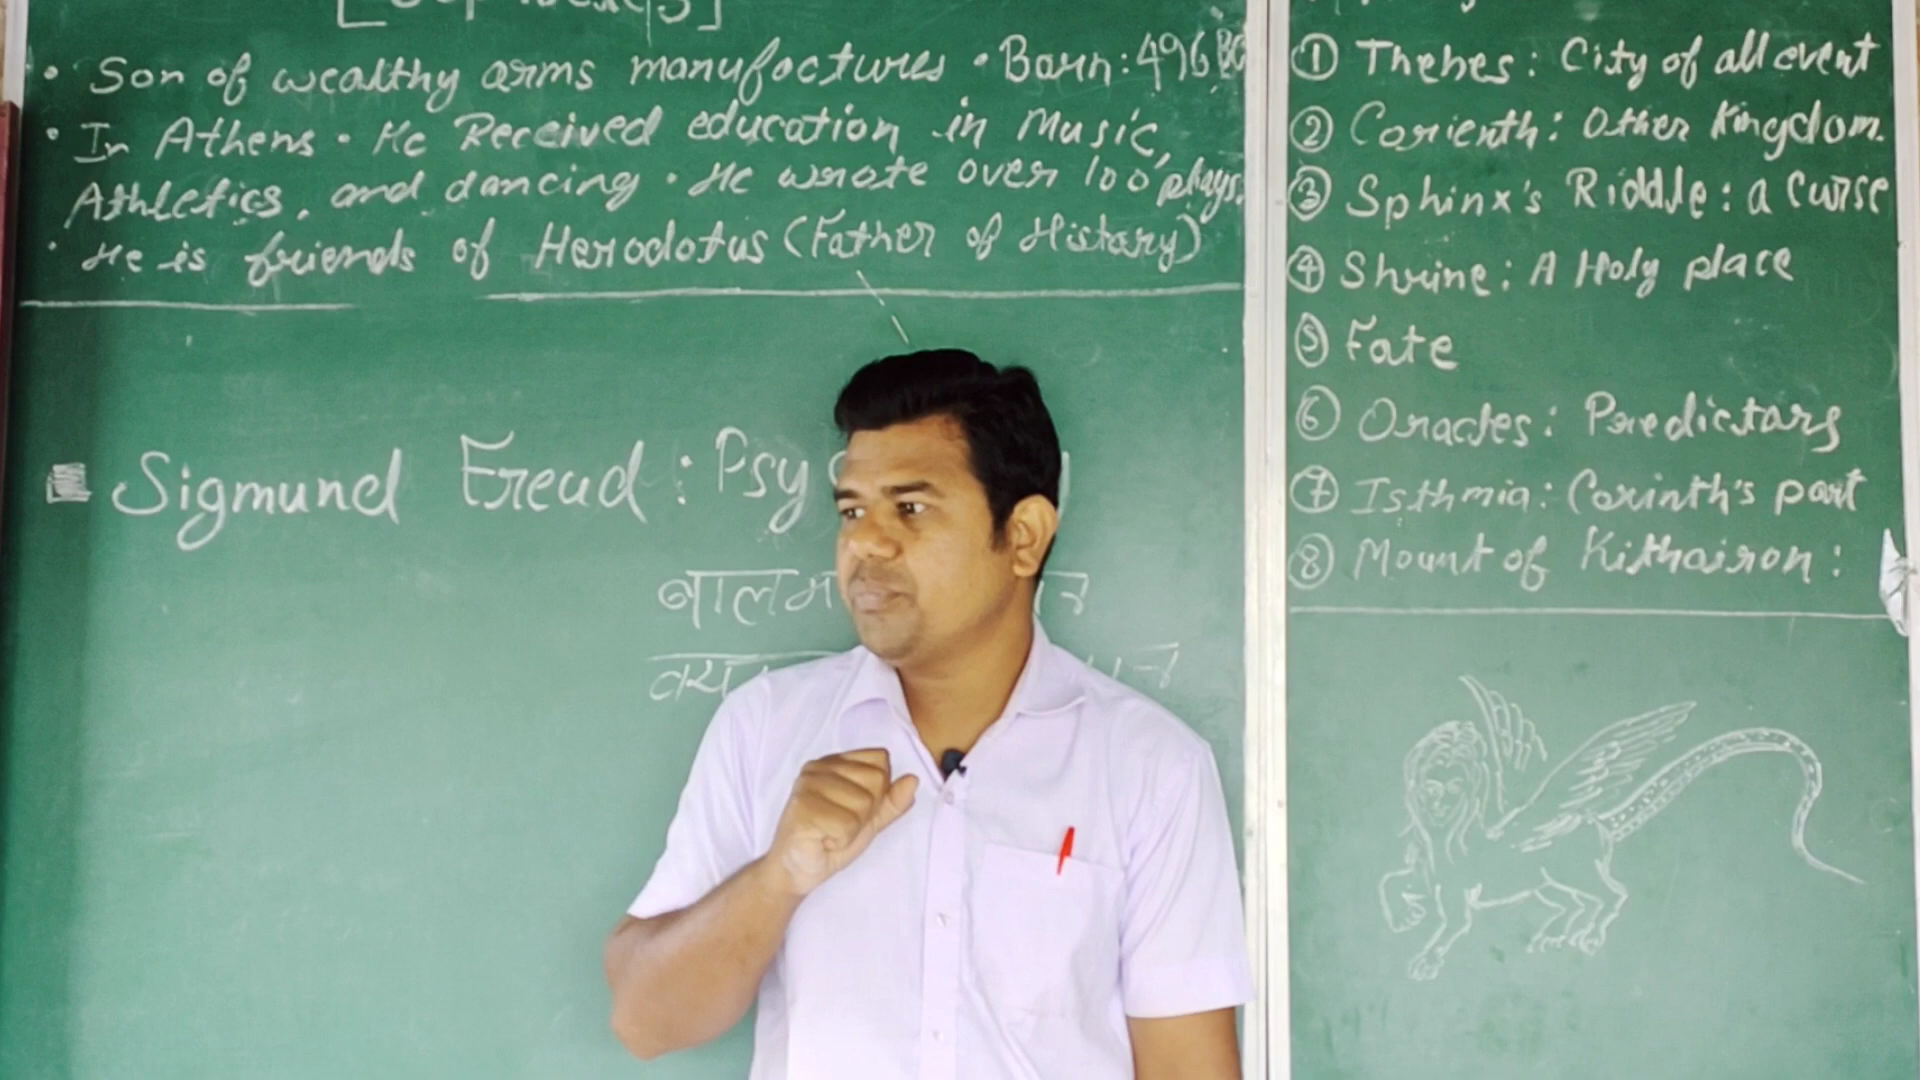 [Sophocles]
• Son of wealthy arms manufactures • Born: 496 BC
• In Athens • He Received education in Music,
Athletics, and dancing • He wrote over 100 plays.
• He is friends of Herodotus (Father of History)
Sigmund Freud :
① Thebes : City of all event
② Corienth : Other Kingdom.
③ Sphinx's Riddle : a curse
④ Shrine : A Holy place
⑤ Fate
⑥ Oracles : Predictors
⑦ Isthmia : Corinth's part
⑧ Mount of Kithairon :